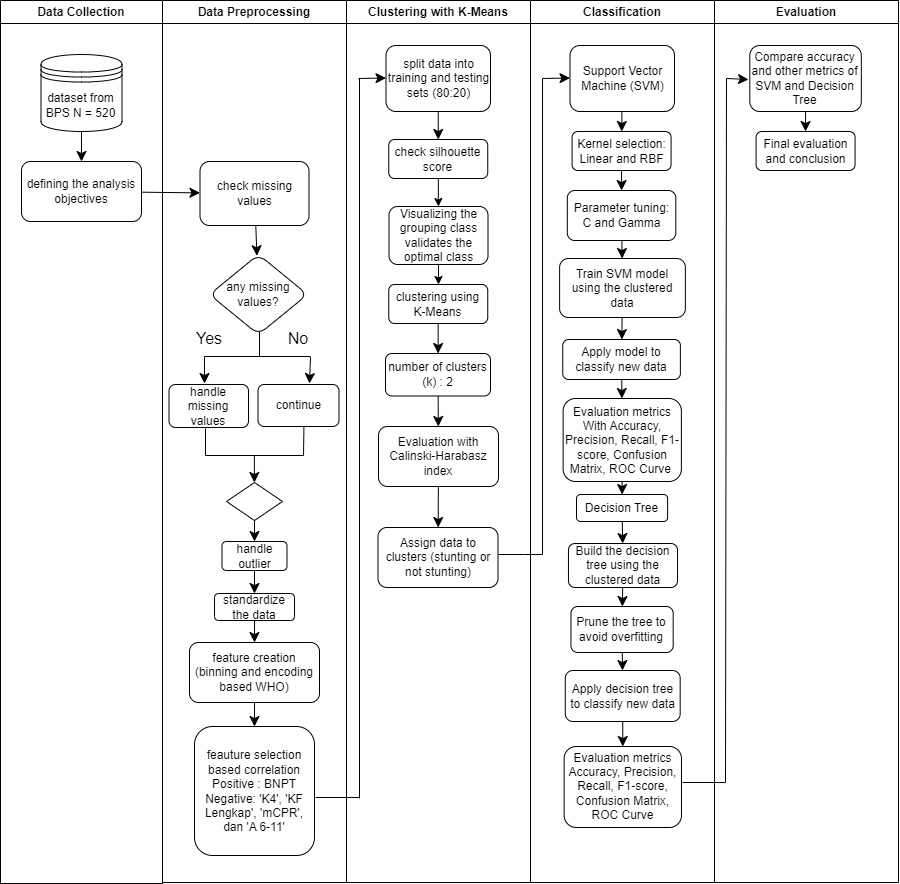 Data Collection
Data Preprocessing
Clustering with K-Means
Classification
Evaluation
dataset from
BPS N = 520
defining the analysis
objectives
check missing
values
any missing
values?
Yes
No
handle
missing
values
continue
handle
outlier
standardize
the data
feature creation
(binning and encoding
based WHO)
feauture selection
based correlation
Positive : BNPT
Negative: 'K4', 'KF
Lengkap', 'mCPR',
dan 'A 6-11'
split data into
training and testing
sets (80:20)
check silhouette
score
Visualizing the
grouping class
validates the
optimal class
clustering using
K-Means
number of clusters
(k) : 2
Evaluation with
Calinski-Harabasz
index
Assign data to
clusters (stunting or
not stunting)
Support Vector
Machine (SVM)
Kernel selection:
Linear and RBF
Parameter tuning:
C and Gamma
Train SVM model
using the clustered
data
Apply model to
classify new data
Evaluation metrics
With Accuracy,
Precision, Recall, F1-
score, Confusion
Matrix, ROC Curve
Decision Tree
Build the decision
tree using the
clustered data
Prune the tree to
avoid overfitting
Apply decision tree
to classify new data
Evaluation metrics
Accuracy, Precision,
Recall, F1-score,
Confusion Matrix,
ROC Curve
Compare accuracy
and other metrics of
SVM and Decision
Tree
Final evaluation
and conclusion